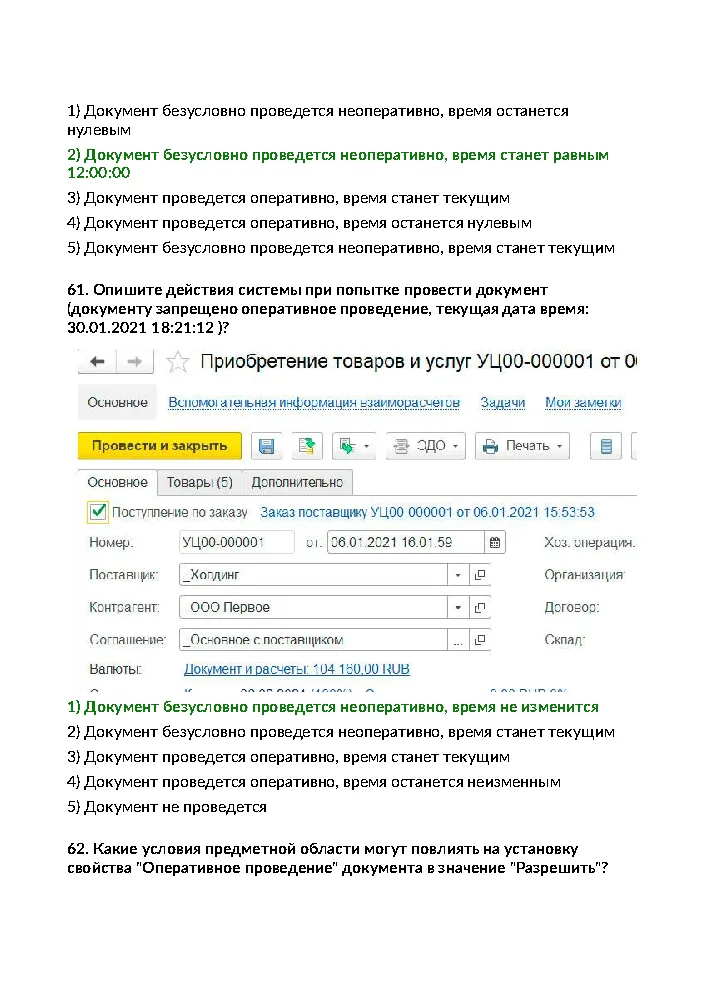 1) Документ безусловно проведется неоперативно, время останется
нулевым
2) Документ безусловно проведется неоперативно, время станет равным
12:00:00
3) Документ проведется оперативно, время станет текущим
4) Документ проведется оперативно, время останется нулевым
5) Документ безусловно проведется неоперативно, время станет текущим
61. Опишите действия системы при попытке провести документ
(документу запрещено оперативное проведение, текущая дата время:
30.01.2021 18:21:12 )?
Приобретение товаров и услуг УЦ00-000001 от 0
Основное Вспомогательная информация взаиморасчетов Задачи Мои заметки
Провести и закрыть ЭДО Печать
Основное Товары (5) Дополнительно
Поступление по заказу Заказ поставщику УЦ00-000001 от 06.01.2021 15:53:53
Номер: УЦ00-000001 от: 06.01.2021 16:01:59 Хоз. операция:
Поставщик: _Холдинг Организация:
Контрагент: _ООО Первое Договор:
Соглашение: _Основное с поставщиком ... Склад:
Валюты: Документ и расчеты: 104 160,00 RUB
1) Документ безусловно проведется неоперативно, время не изменится
2) Документ безусловно проведется неоперативно, время станет текущим
3) Документ проведется оперативно, время станет текущим
4) Документ проведется оперативно, время останется неизменным
5) Документ не проведется
62. Какие условия предметной области могут повлиять на установку
свойства "Оперативное проведение" документа в значение "Разрешить"?